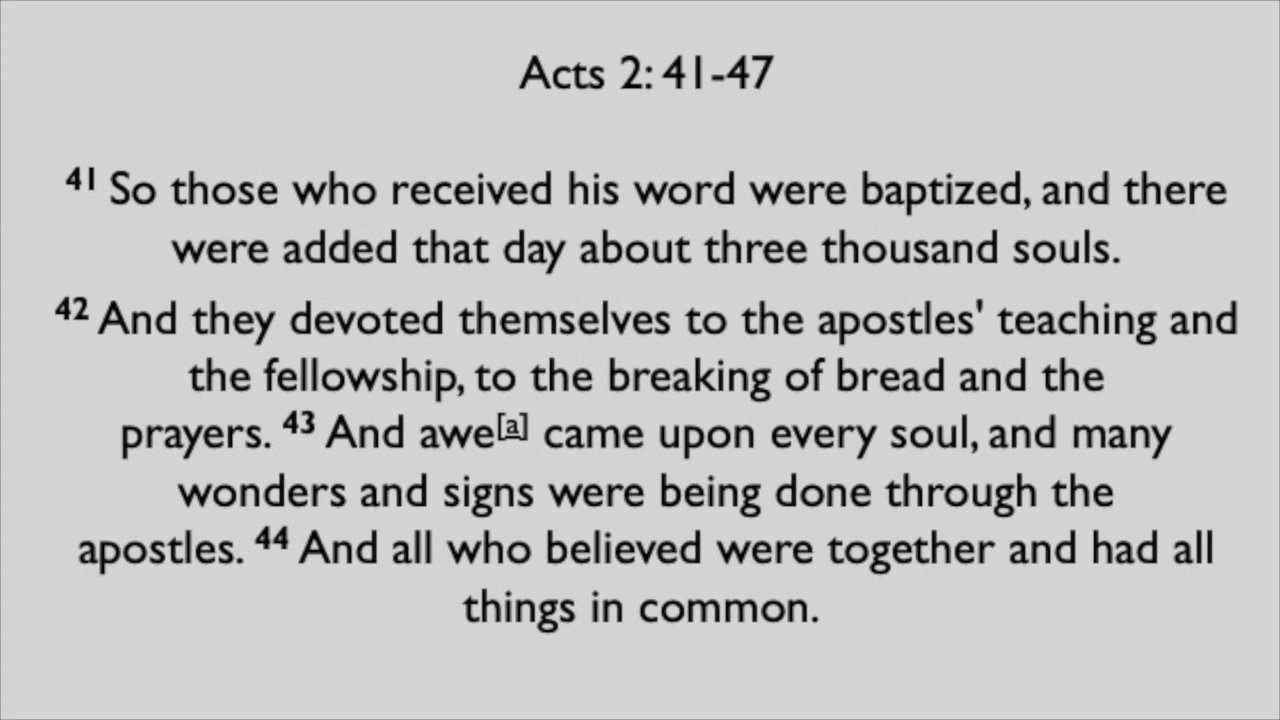 Acts 2: 41-47
41 So those who received his word were baptized, and there
were added that day about three thousand souls.
42 And they devoted themselves to the apostles' teaching and
the fellowship, to the breaking of bread and the
prayers. 43 And awe[a] came upon every soul, and many
wonders and signs were being done through the
apostles. 44 And all who believed were together and had all
things in common.